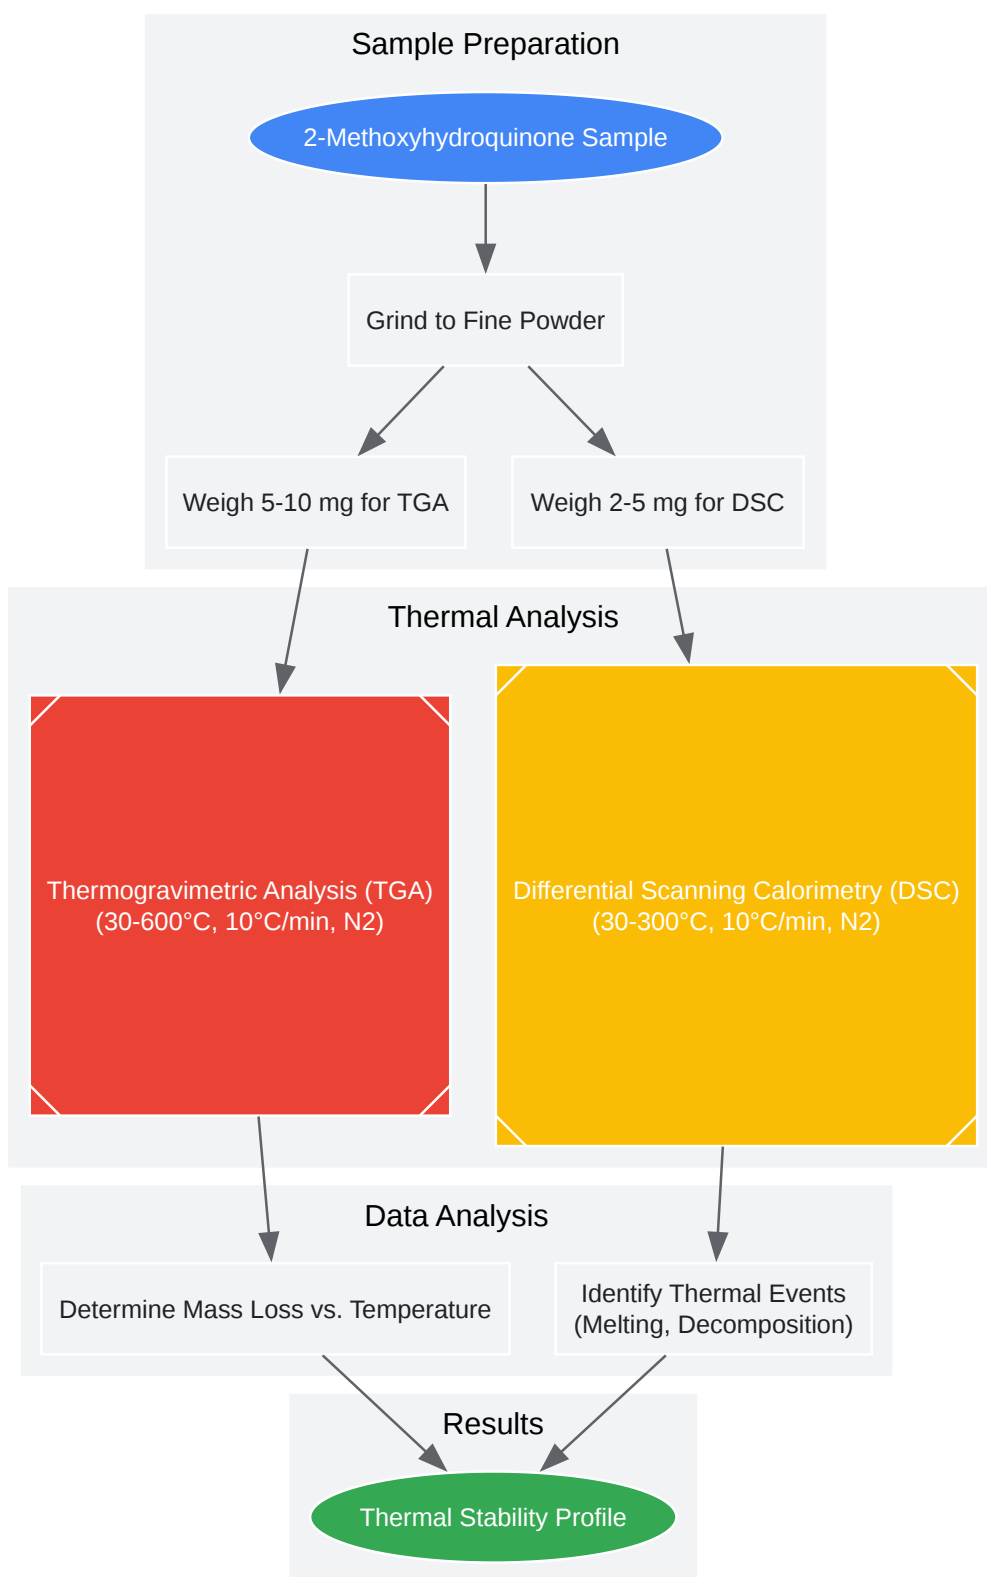 Sample Preparation
2-Methoxyhydroquinone Sample
Grind to Fine Powder
Weigh 5-10 mg for TGA
Weigh 2-5 mg for DSC
Thermal Analysis
Thermogravimetric Analysis (TGA)
(30-600°C, 10°C/min, N2)
Differential Scanning Calorimetry (DSC)
(30-300°C, 10°C/min, N2)
Data Analysis
Determine Mass Loss vs. Temperature
Identify Thermal Events
(Melting, Decomposition)
Results
Thermal Stability Profile